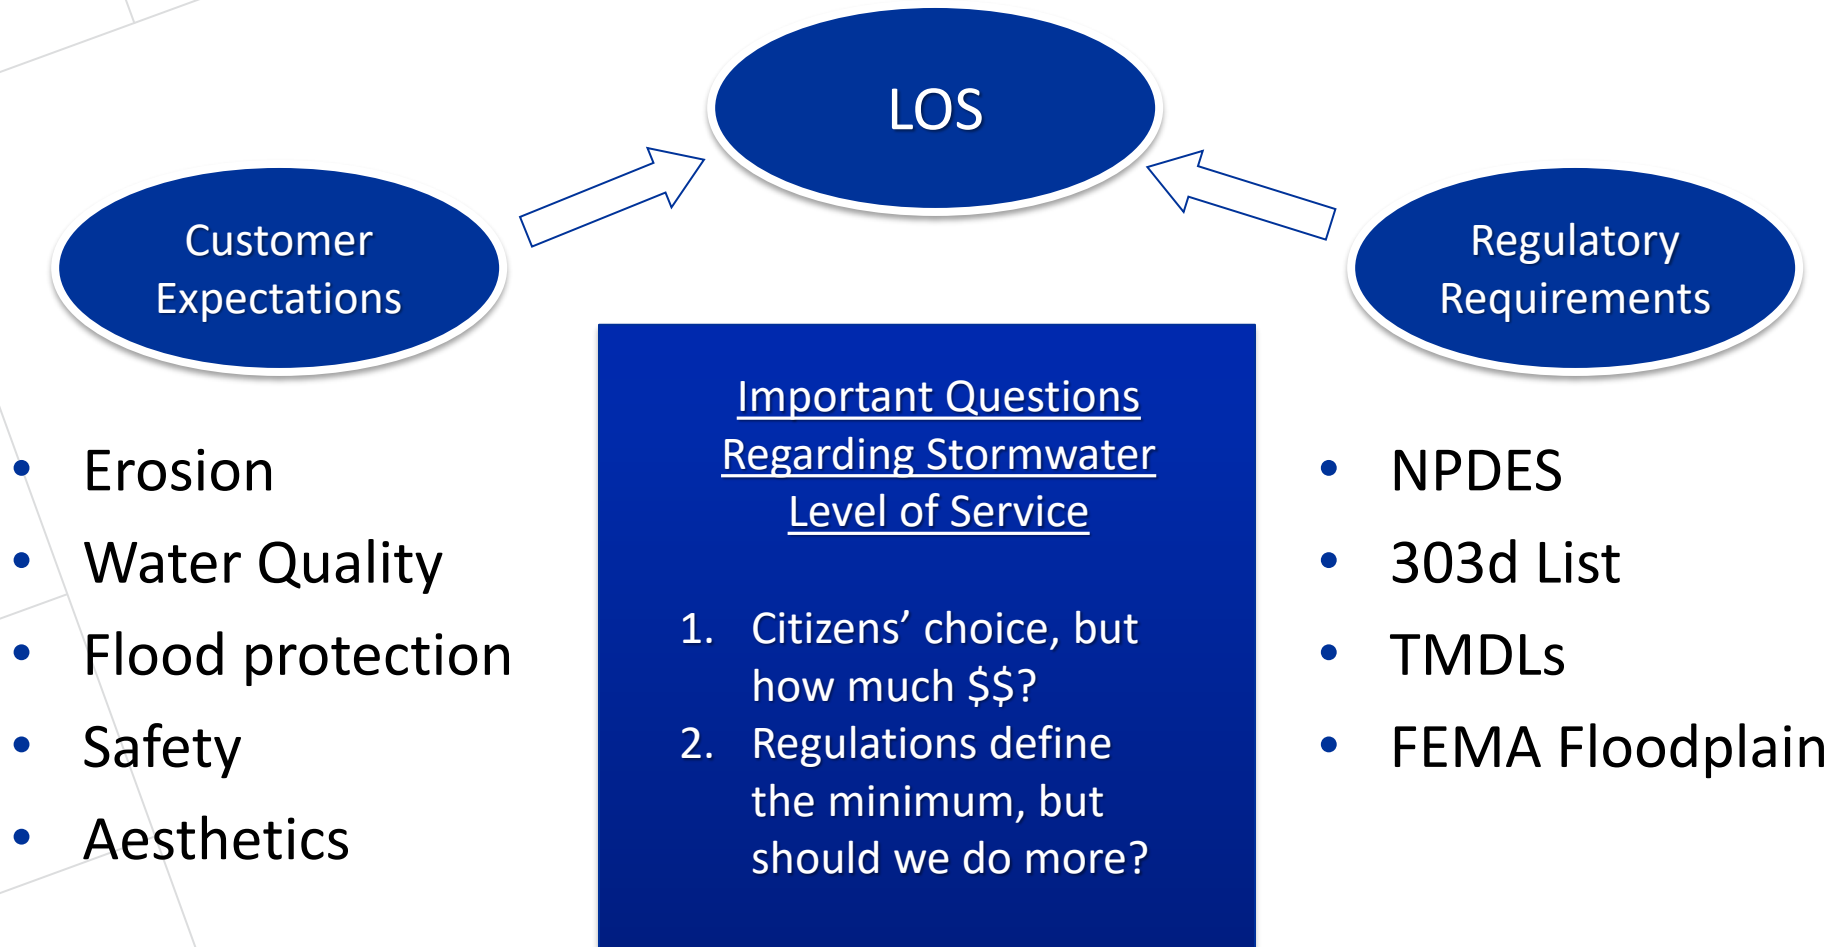 LOS
Customer
Expectations
Regulatory
Requirements
• Erosion
• Water Quality
• Flood protection
• Safety
• Aesthetics
Important Questions
Regarding Stormwater
Level of Service
1. Citizens’ choice, but
how much $$?
2. Regulations define
the minimum, but
should we do more?
• NPDES
• 303d List
• TMDLs
• FEMA Floodplain